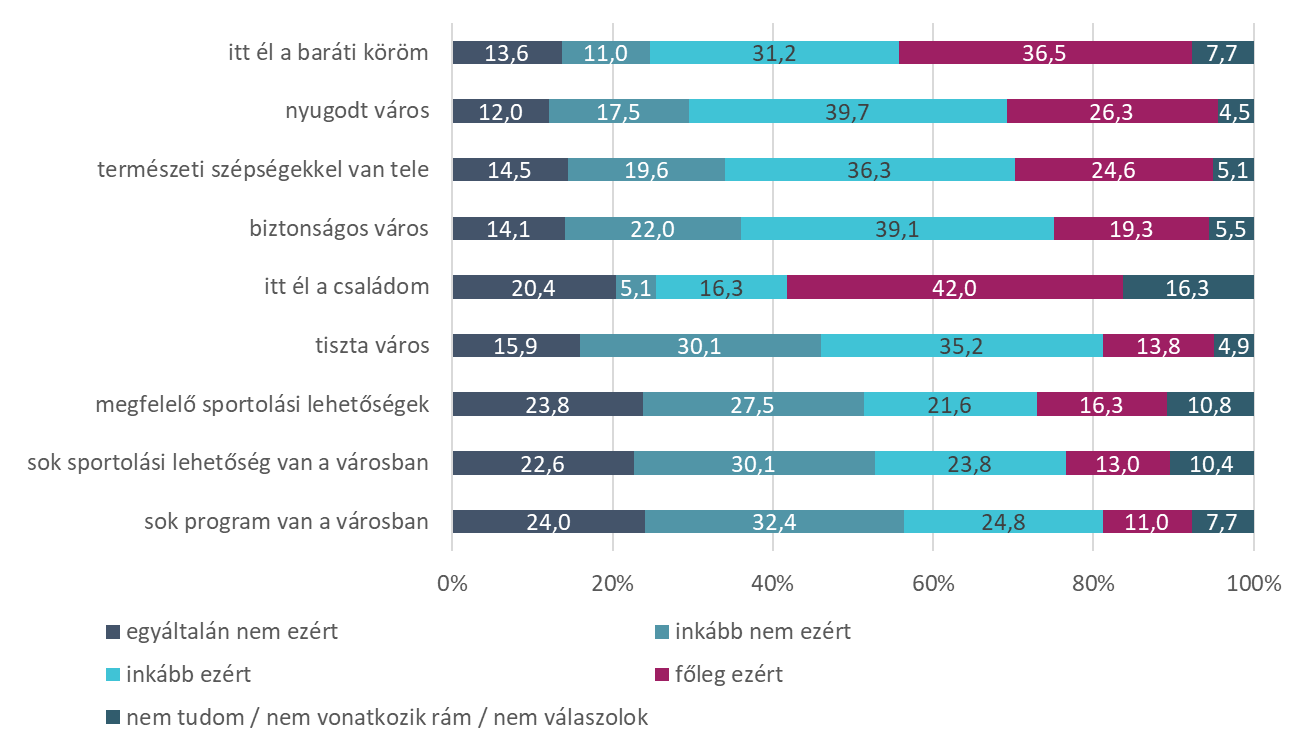 itt él a baráti köröm 13,6 11,0 31,2 36,5 7,7
nyugodt város 12,0 17,5 39,7 26,3 4,5
természeti szépségekkel van tele 14,5 19,6 36,3 24,6 5,1
biztonságos város 14,1 22,0 39,1 19,3 5,5
itt él a családom 20,4 5,1 16,3 42,0 16,3
tiszta város 15,9 30,1 35,2 13,8 4,9
megfelelő sportolási lehetőségek 23,8 27,5 21,6 16,3 10,8
sok sportolási lehetőség van a városban 22,6 30,1 23,8 13,0 10,4
sok program van a városban 24,0 32,4 24,8 11,0 7,7
0% 20% 40% 60% 80% 100%
egyáltalán nem ezért inkább nem ezért
inkább ezért főleg ezért
nem tudom / nem vonatkozik rám / nem válaszolok